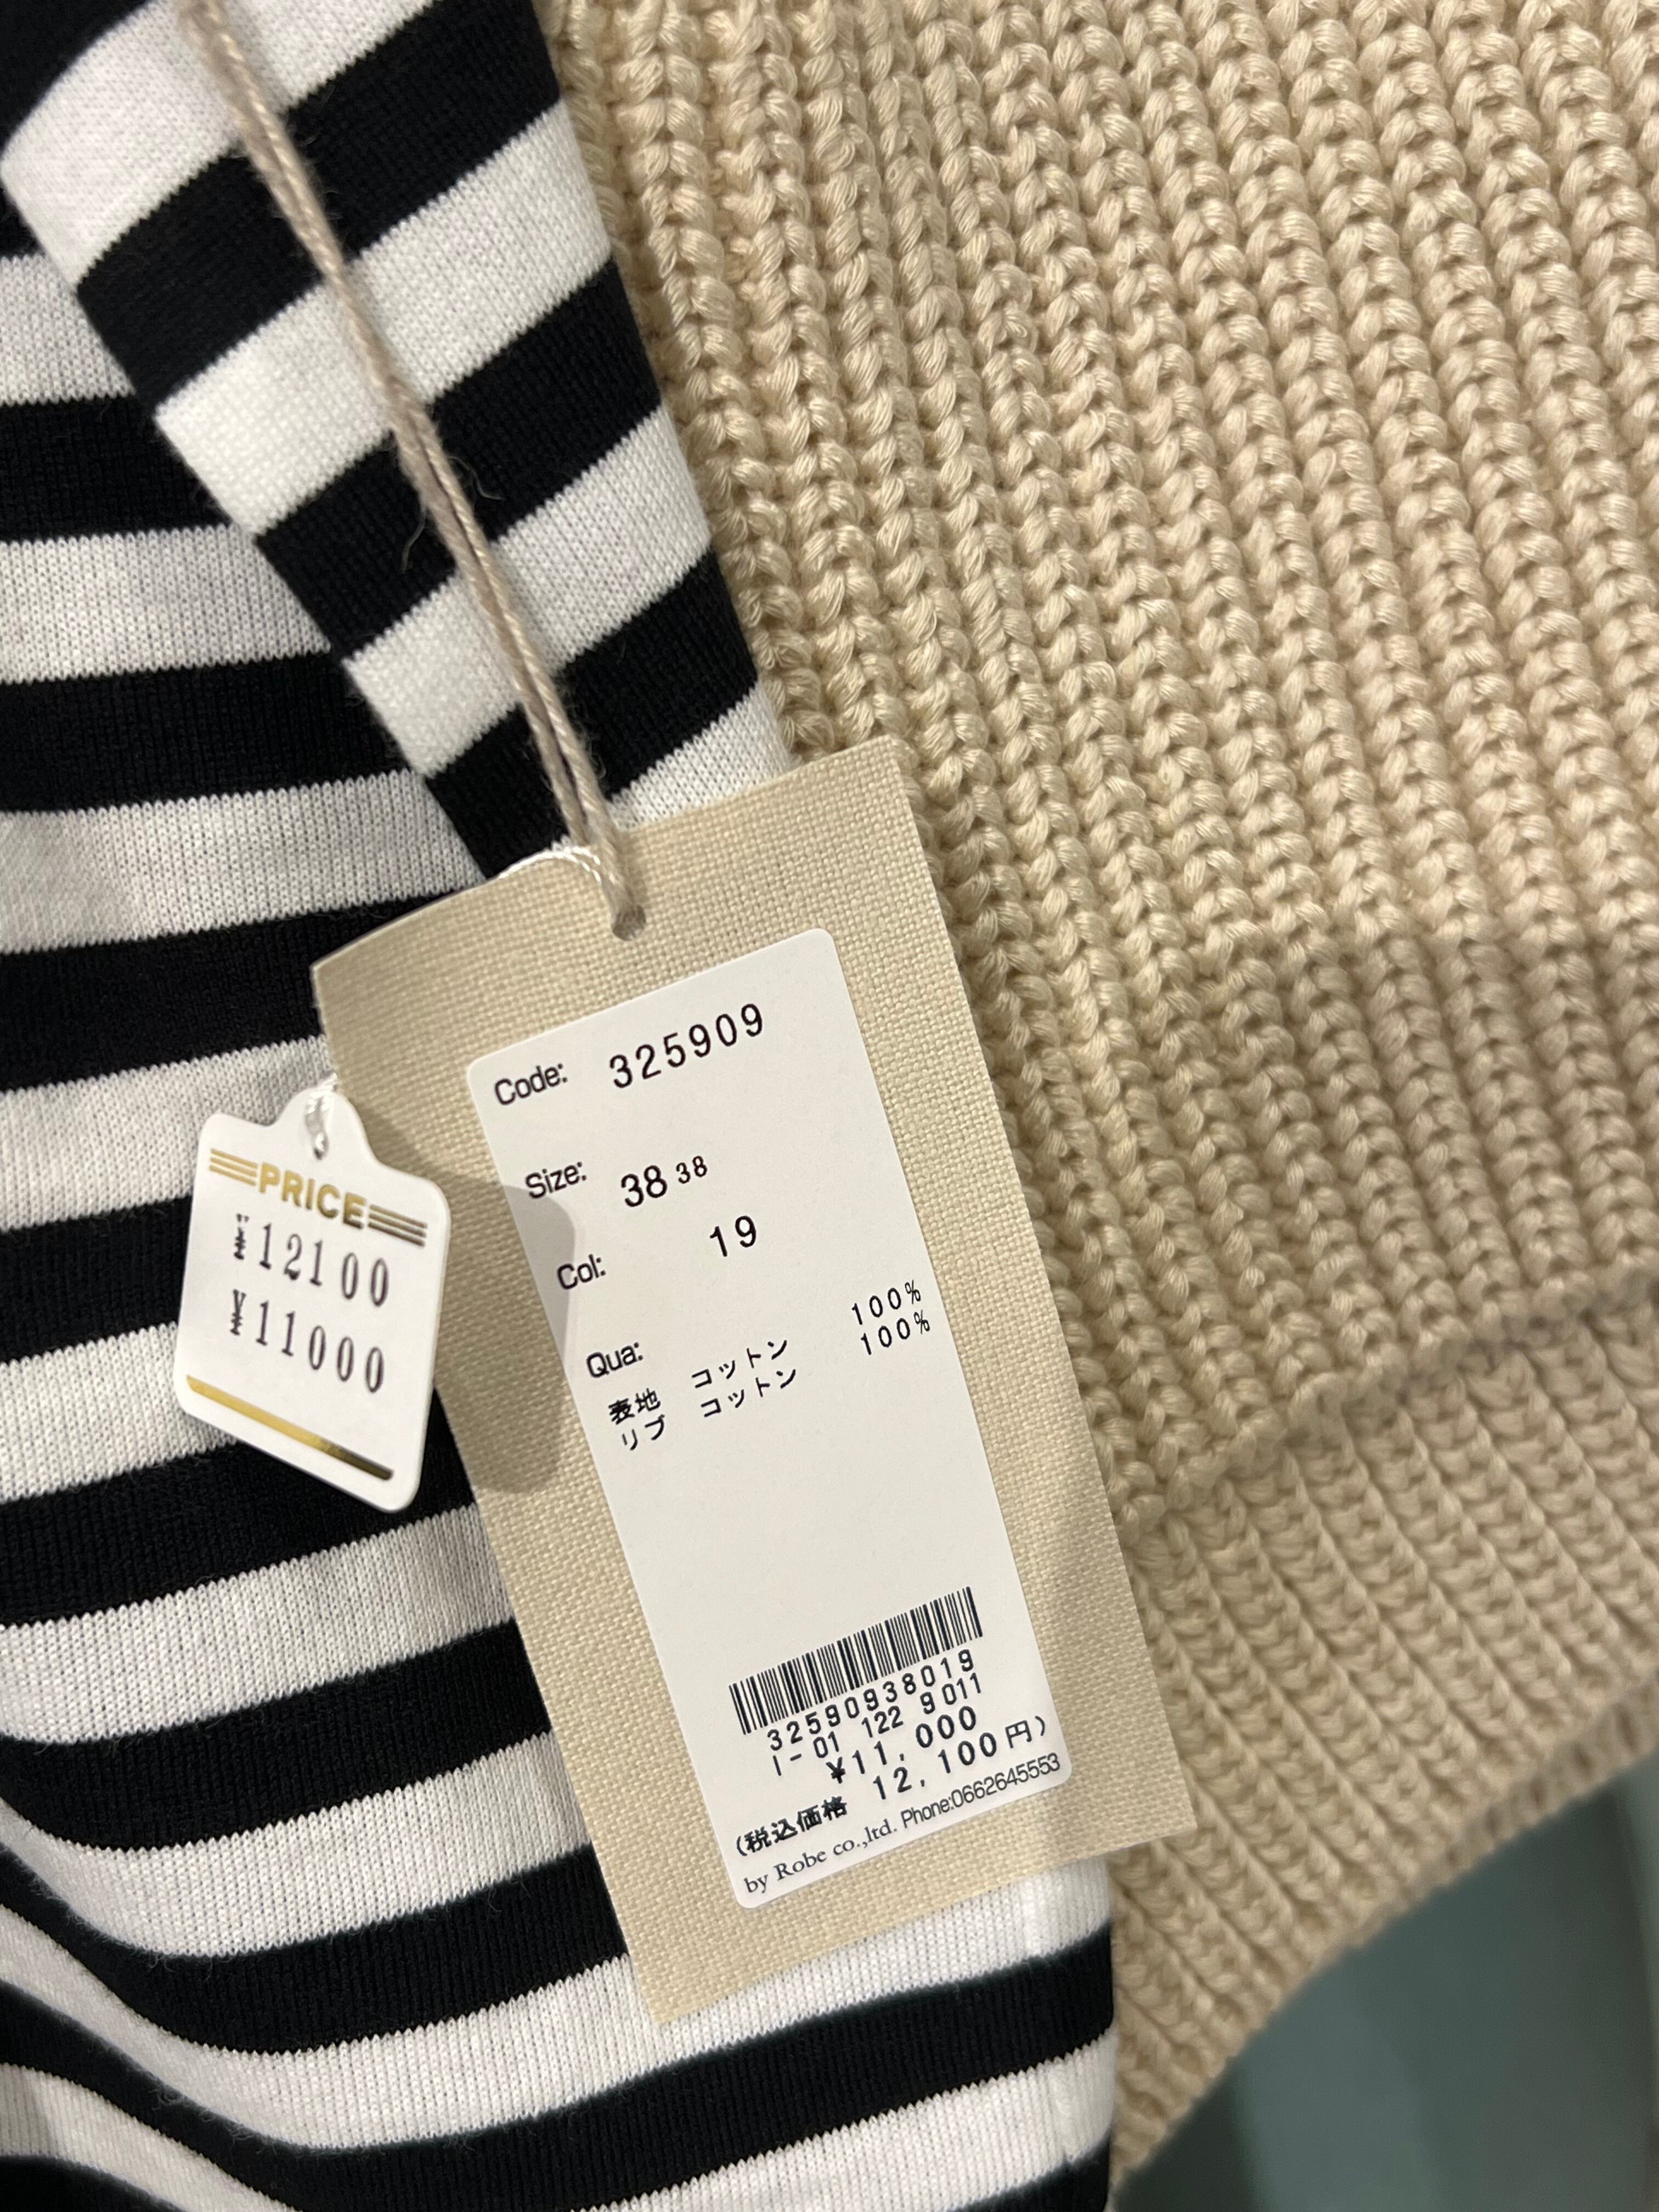 Code: 325909
Size: 38 38
Col: 19
Qua:
表地 コットン 100%
リブ コットン 100%
32590938019
I-01 122 9011
¥11,000
(税込価格 12,100円)
by Robe co.,ltd. Phone:0662645553
PRICE
¥12100
¥11000